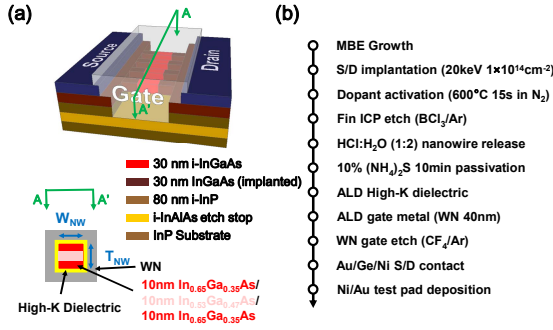 (a)
A
Source
Drain
Gate
A'
30 nm i-InGaAs
30 nm InGaAs (implanted)
80 nm i-InP
i-InAlAs etch stop
InP Substrate
A A'
W_NW
T_NW
WN
High-K Dielectric
10nm In0.65Ga0.35As/
10nm In0.53Ga0.47As/
10nm In0.65Ga0.35As
(b)
MBE Growth
S/D implantation (20keV 1×10¹⁴cm⁻²)
Dopant activation (600°C 15s in N₂)
Fin ICP etch (BCl₃/Ar)
HCl:H₂O (1:2) nanowire release
10% (NH₄)₂S 10min passivation
ALD High-K dielectric
ALD gate metal (WN 40nm)
WN gate etch (CF₄/Ar)
Au/Ge/Ni S/D contact
Ni/Au test pad deposition